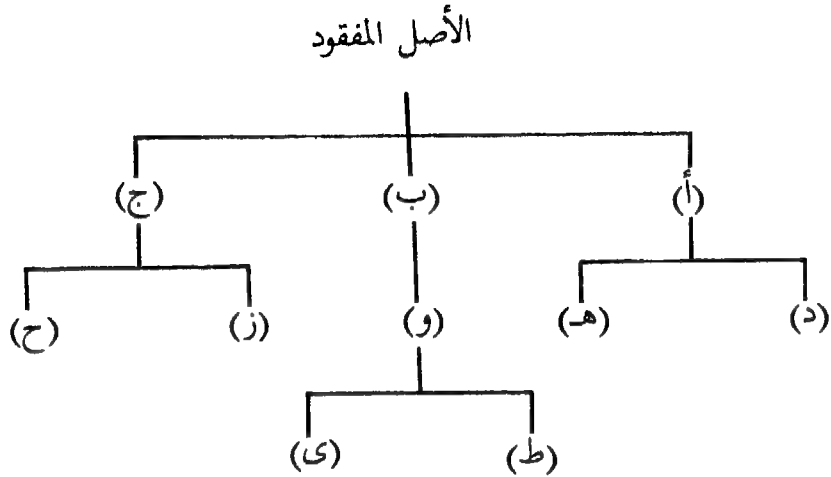 الأصل المفقود
(أ) (ب) (ج)
(د) (هـ) (و) (ز) (ح)
(ط) (ى)